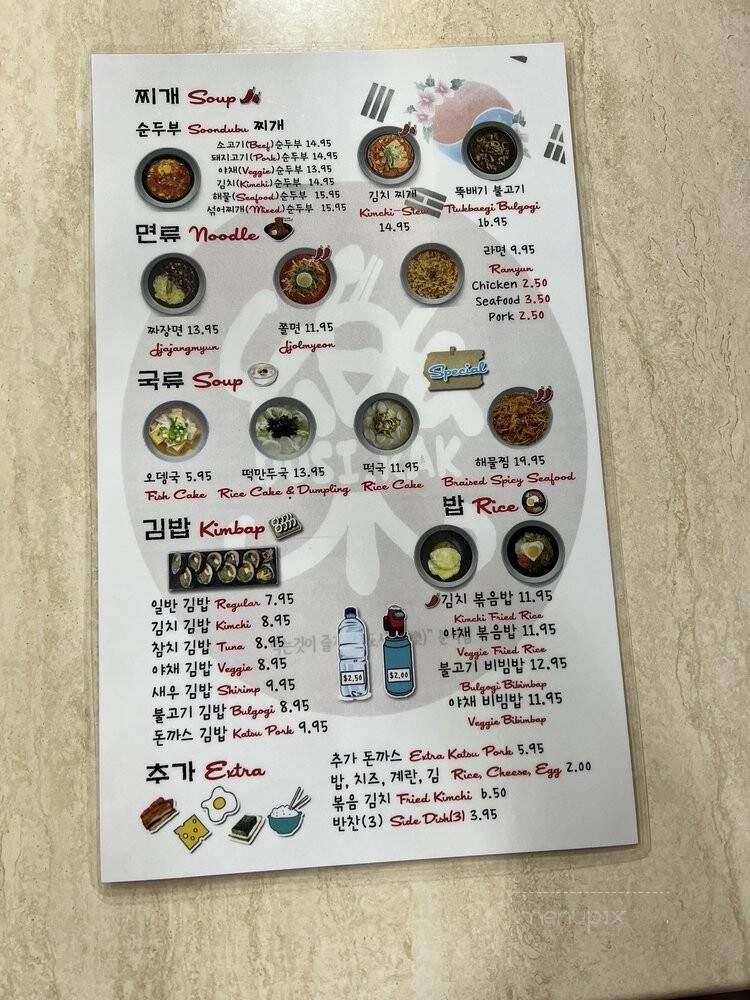 찌개 Soup
순두부 Soondubu 찌개
소고기(Beef)순두부 14.95
돼지고기(Pork)순두부 14.95
야채(Veggie)순두부 13.95
김치(Kimchi)순두부 14.95
해물(Seafood)순두부 15.95
섞어찌개(Mixed)순두부 15.95
김치 찌개
Kimchi-Stew
14.95
뚝배기 불고기
Ttukbaegi Bulgogi
16.95
면류 Noodle
짜장면 13.95
Jjajangmyun
쫄면 11.95
Jjolmyeon
라면 9.95
Ramyun
Chicken 2.50
Seafood 3.50
Pork 2.50
국류 Soup
Special
오뎅국 5.95
Fish Cake
떡만두국 13.95
Rice Cake & Dumpling
떡국 11.95
Rice Cake
해물찜 19.95
Braised Spicy Seafood
김밥 Kimbap
일반 김밥 Regular 7.95
김치 김밥 Kimchi 8.95
참치 김밥 Tuna 8.95
야채 김밥 Veggie 8.95
새우 김밥 Shrimp 9.95
불고기 김밥 Bulgogi 8.95
돈까스 김밥 Katsu Pork 9.95
$2.50
$2.00
밥 Rice
김치 볶음밥 11.95
Kimchi Fried Rice
야채 볶음밥 11.95
Veggie Fried Rice
불고기 비빔밥 12.95
Bulgogi Bibimbap
야채 비빔밥 11.95
Veggie Bibimbap
추가 Extra
추가 돈까스 Extra Katsu Pork 5.95
밥, 치즈, 계란, 김 Rice, Cheese, Egg 2.00
볶음 김치 Fried Kimchi 6.50
반찬(3) Side Dish(3) 3.95
menupix